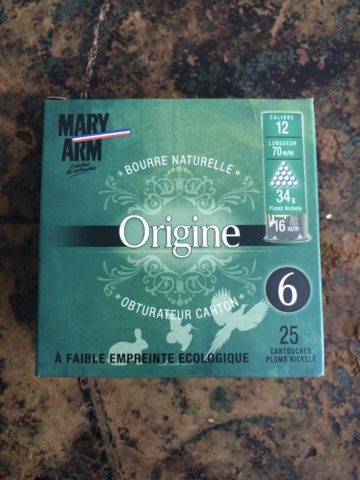 MARY
ARM
Créateur
de cartouches
BOURRE NATURELLE
Origine
OBTURATEUR CARTON
À FAIBLE EMPREINTE ÉCOLOGIQUE
CALIBRE
12
LONGUEUR
70 m/m
34g
Plomb Nickelé
16 m/m
6
25
CARTOUCHES
PLOMB NICKELÉ